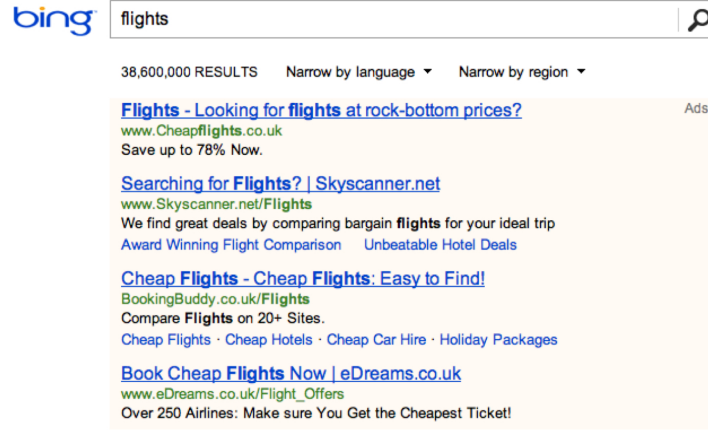 bing
flights
38,600,000 RESULTS Narrow by language Narrow by region
Flights - Looking for flights at rock-bottom prices? Ads
www.Cheapflights.co.uk
Save up to 78% Now.
Searching for Flights? | Skyscanner.net
www.Skyscanner.net/Flights
We find great deals by comparing bargain flights for your ideal trip
Award Winning Flight Comparison Unbeatable Hotel Deals
Cheap Flights - Cheap Flights: Easy to Find!
BookingBuddy.co.uk/Flights
Compare Flights on 20+ Sites.
Cheap Flights · Cheap Hotels · Cheap Car Hire · Holiday Packages
Book Cheap Flights Now | eDreams.co.uk
www.eDreams.co.uk/Flight_Offers
Over 250 Airlines: Make sure You Get the Cheapest Ticket!